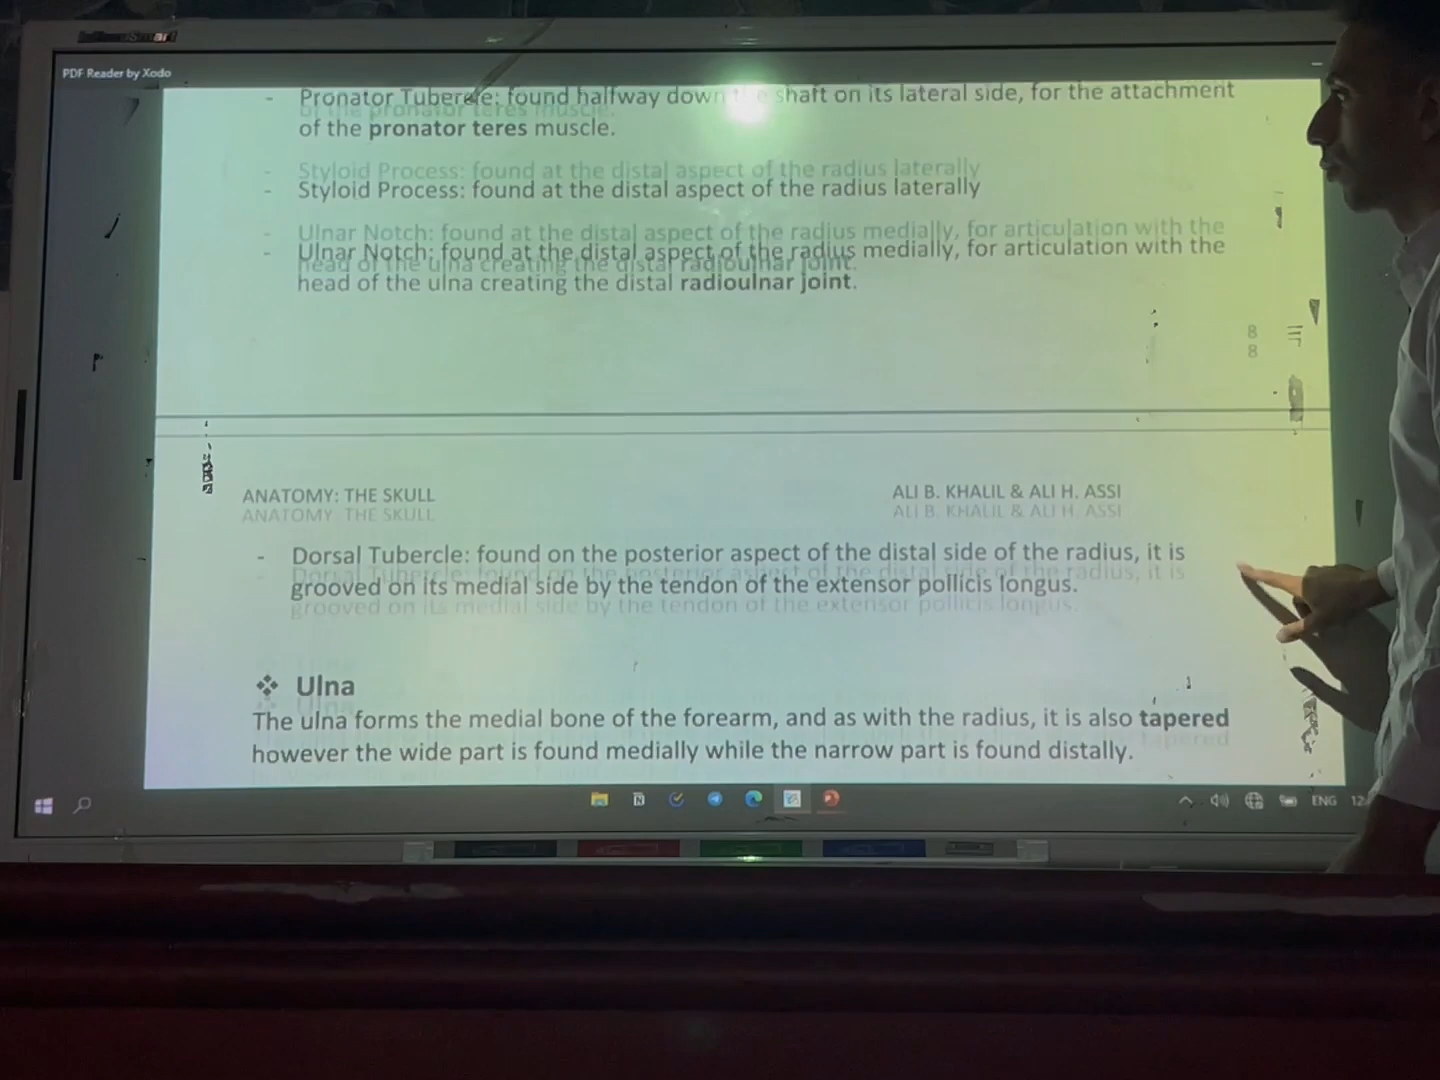 PDF Reader by Xodo
- Pronator Tubercle: found halfway down the shaft on its lateral side, for the attachment
of the pronator teres muscle.
- Styloid Process: found at the distal aspect of the radius laterally
- Ulnar Notch: found at the distal aspect of the radius medially, for articulation with the
head of the ulna creating the distal radioulnar joint.
8
ANATOMY: THE SKULL ALI B. KHALIL & ALI H. ASSI
- Dorsal Tubercle: found on the posterior aspect of the distal side of the radius, it is
grooved on its medial side by the tendon of the extensor pollicis longus.
❖ Ulna
The ulna forms the medial bone of the forearm, and as with the radius, it is also tapered
however the wide part is found medially while the narrow part is found distally.
ENG